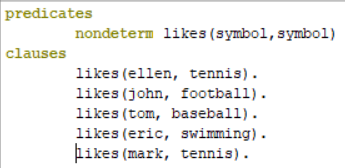 predicates
nondeterm likes(symbol,symbol)
clauses
likes(ellen, tennis).
likes(john, football).
likes(tom, baseball).
likes(eric, swimming).
likes(mark, tennis).